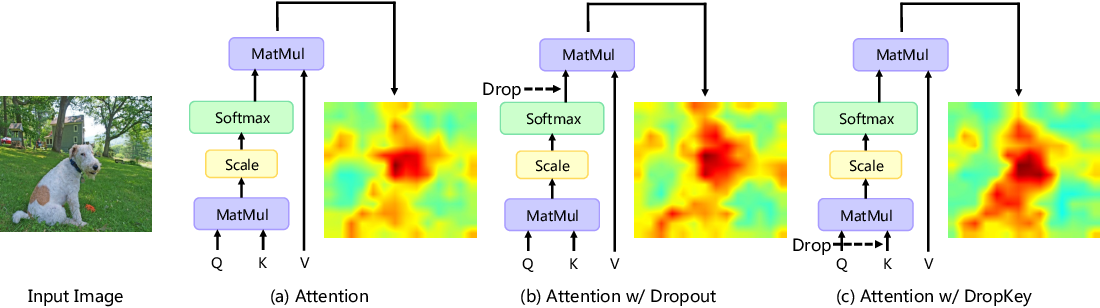 Input Image
MatMul
Softmax
Scale
MatMul
Q K V
(a) Attention
MatMul
Drop
Softmax
Scale
MatMul
Q K V
(b) Attention w/ Dropout
MatMul
Softmax
Scale
MatMul
Drop
Q K V
(c) Attention w/ DropKey